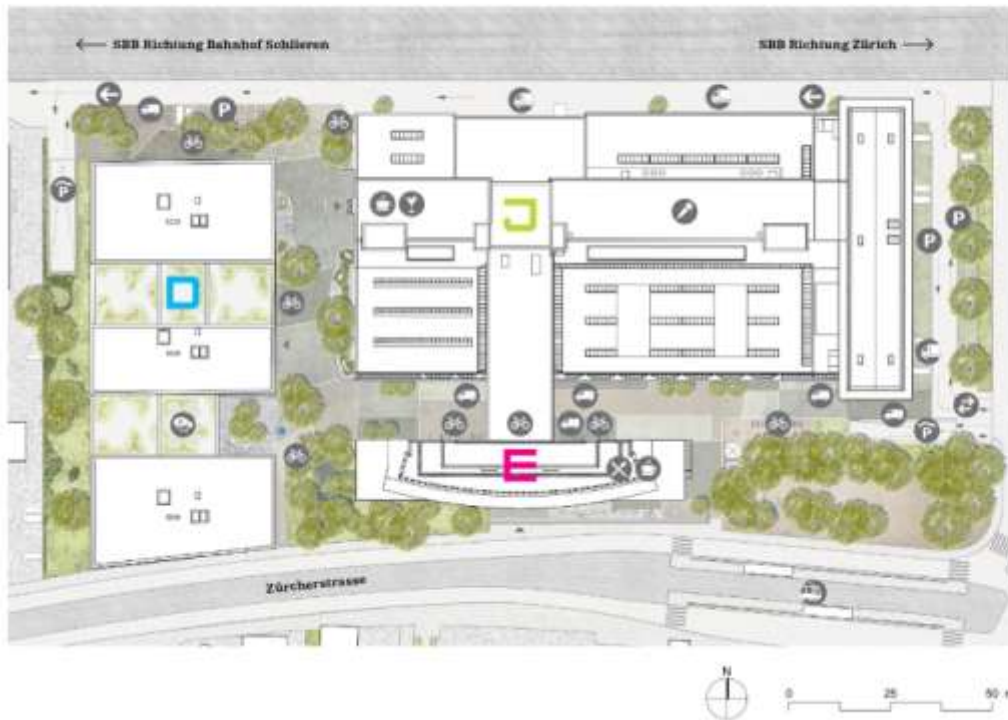 ← SBB Richtung Bahnhof Schlieren
SBB Richtung Zürich →
P
P
J
P
P
E
P
Zürcherstrasse
N
0 25 50